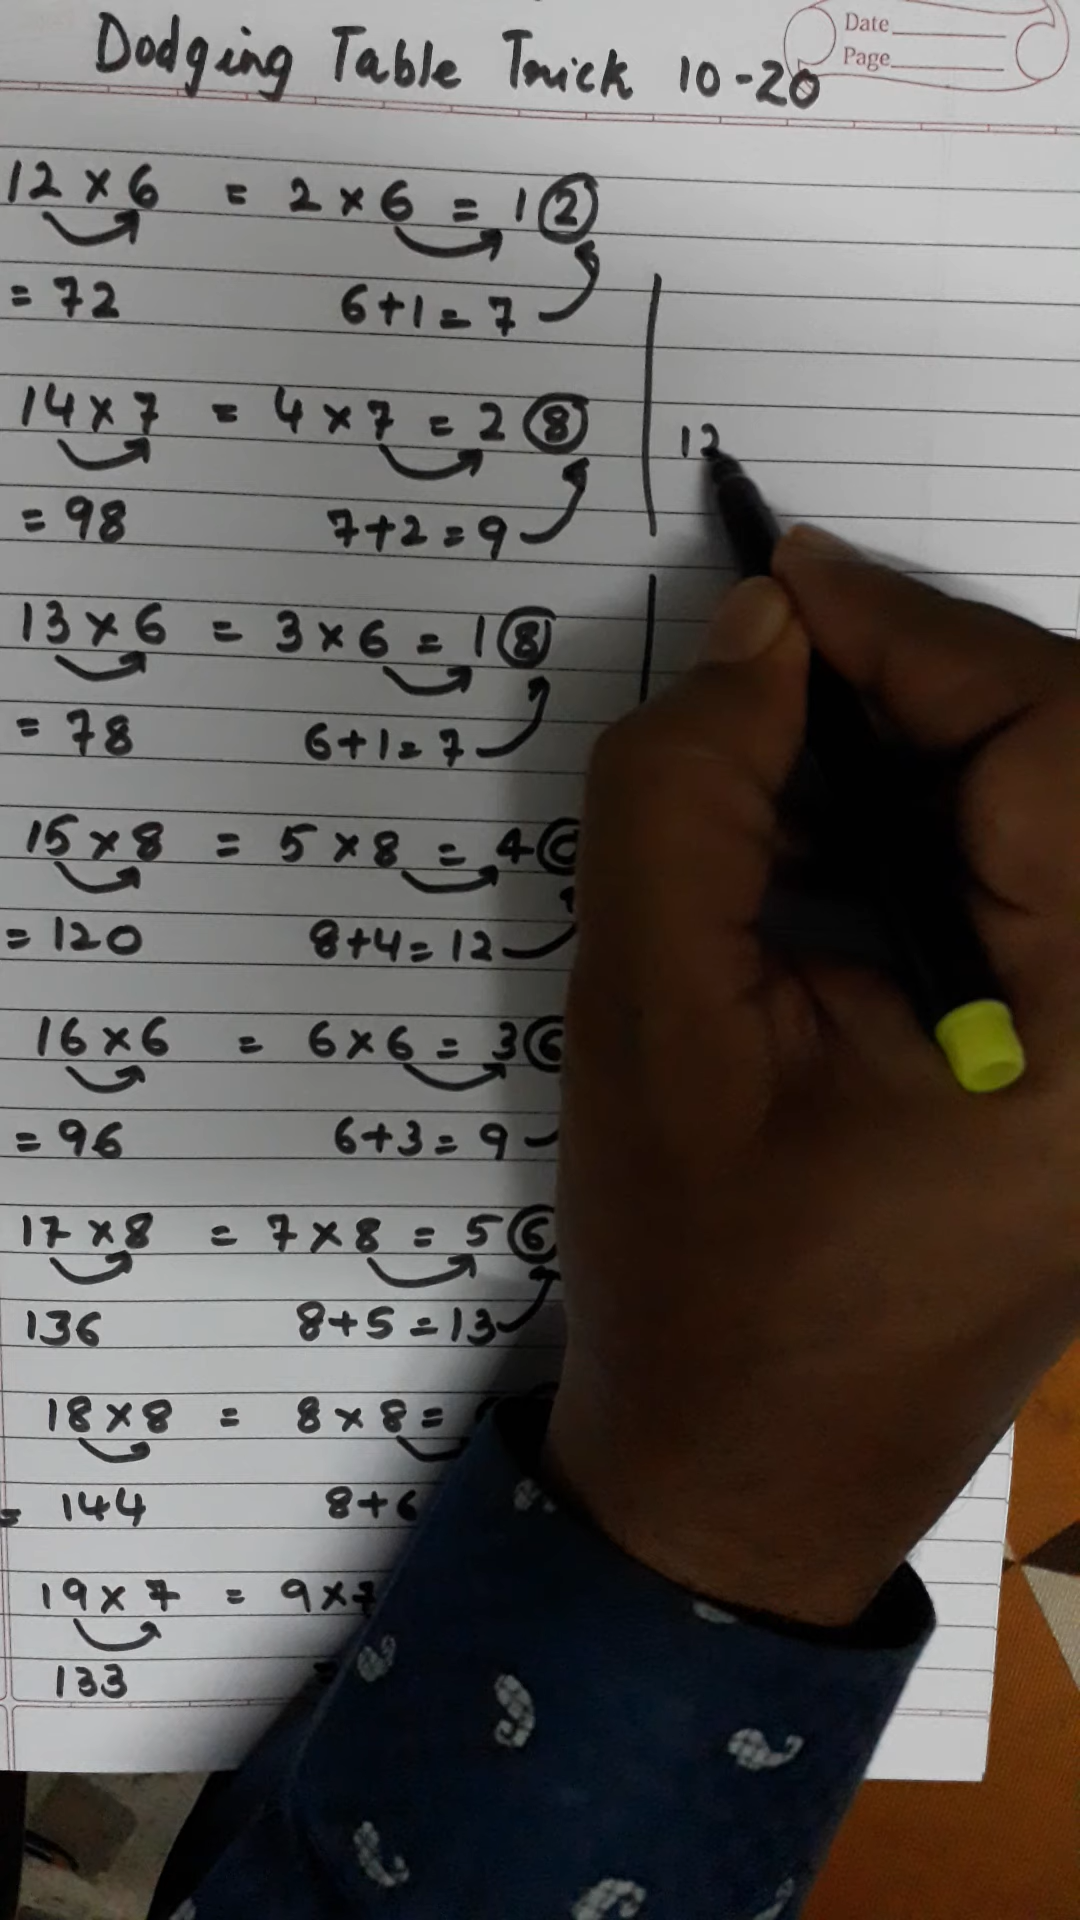 Date
Page
Dodging Table Trick 10-20
12 × 6 = 2 × 6 = 12
= 72 6+1=7
14 × 7 = 4 × 7 = 28
= 98 7+2=9
12
13 × 6 = 3 × 6 = 18
= 78 6+1=7
15 × 8 = 5 × 8 = 40
= 120 8+4=12
16 × 6 = 6 × 6 = 36
= 96 6+3=9
17 × 8 = 7 × 8 = 56
136 8+5=13
18 × 8 = 8 × 8 =
= 144 8+6
19 × 7 = 9 × 7
133 =